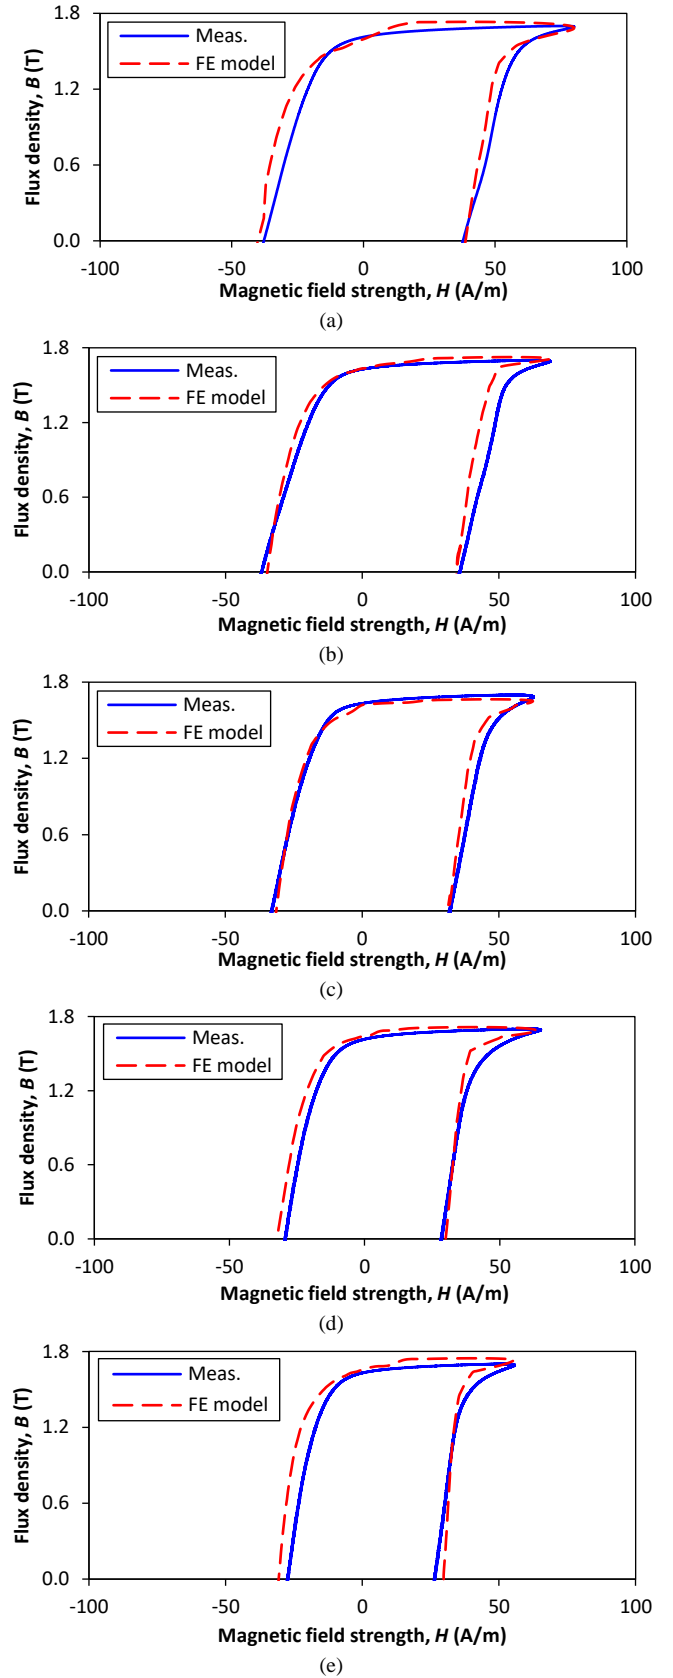 Flux density, B (T)
1.8
1.2
0.6
0.0
Meas.
FE model
-100 -50 0 50 100
Magnetic field strength, H (A/m)
(a)
Flux density, B (T)
1.8
1.2
0.6
0.0
Meas.
FE model
-100 -50 0 50 100
Magnetic field strength, H (A/m)
(b)
Flux density, B (T)
1.8
1.2
0.6
0.0
Meas.
FE model
-100 -50 0 50 100
Magnetic field strength, H (A/m)
(c)
Flux density, B (T)
1.8
1.2
0.6
0.0
Meas.
FE model
-100 -50 0 50 100
Magnetic field strength, H (A/m)
(d)
Flux density, B (T)
1.8
1.2
0.6
0.0
Meas.
FE model
-100 -50 0 50 100
Magnetic field strength, H (A/m)
(e)